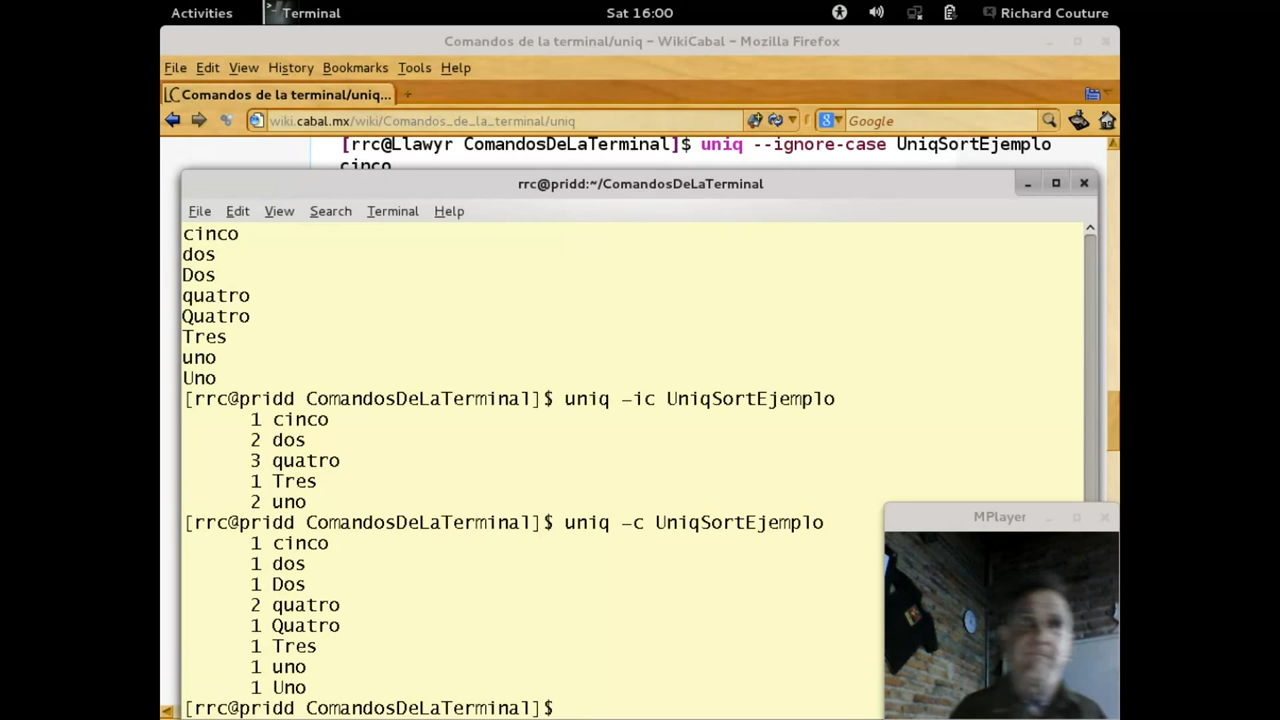 Activities Terminal Sat 16:00 Richard Couture
Comandos de la terminal/uniq - WikiCabal - Mozilla Firefox
File Edit View History Bookmarks Tools Help
Comandos de la terminal/uniq...
wiki.cabal.mx/wiki/Comandos_de_la_terminal/uniq Google
[rrc@Llawyr ComandosDeLaTerminal]$ uniq --ignore-case UniqSortEjemplo
cinco
rrc@pridd:~/ComandosDeLaTerminal
File Edit View Search Terminal Help
cinco
dos
Dos
quatro
Quatro
Tres
uno
Uno
[rrc@pridd ComandosDeLaTerminal]$ uniq -ic UniqSortEjemplo
1 cinco
2 dos
3 quatro
1 Tres
2 uno
[rrc@pridd ComandosDeLaTerminal]$ uniq -c UniqSortEjemplo
1 cinco
1 dos
1 Dos
2 quatro
1 Quatro
1 Tres
1 uno
1 Uno
[rrc@pridd ComandosDeLaTerminal]$
MPlayer